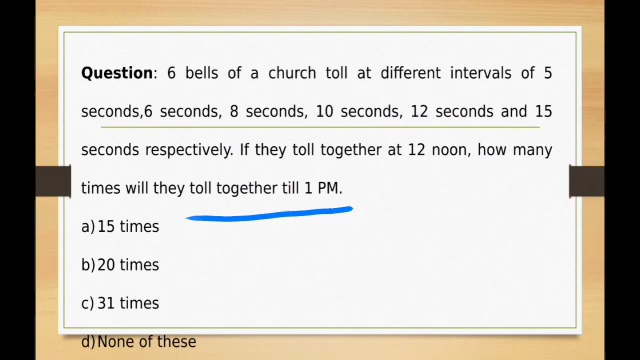 Question: 6 bells of a church toll at different intervals of 5
seconds,6 seconds, 8 seconds, 10 seconds, 12 seconds and 15
seconds respectively. If they toll together at 12 noon, how many
times will they toll together till 1 PM.
a)15 times
b)20 times
c)31 times
d)None of these